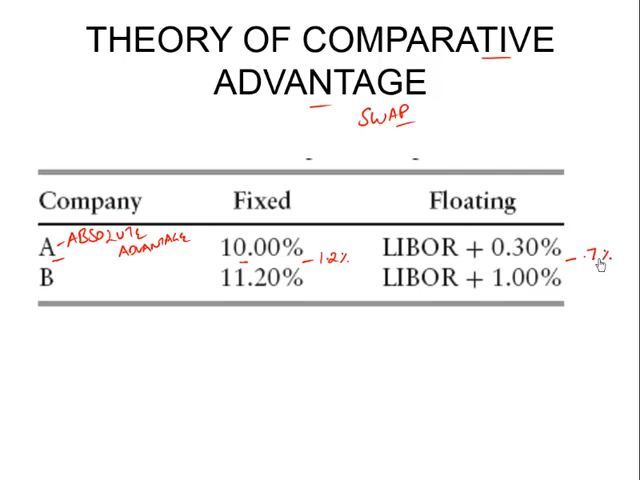 THEORY OF COMPARATIVE
ADVANTAGE
SWAP
Company Fixed Floating
A - ABSOLUTE ADVANTAGE 10.00% - 1.2% LIBOR + 0.30% - .7%
B 11.20% LIBOR + 1.00%